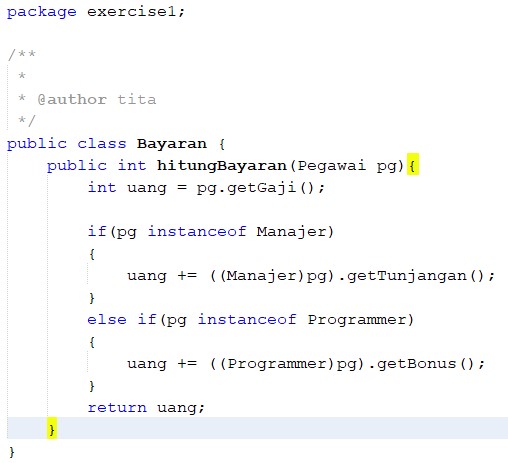 package exercise1;
/**
 *
 * @author tita
 */
public class Bayaran {
    public int hitungBayaran(Pegawai pg){
        int uang = pg.getGaji();
        if(pg instanceof Manajer)
        {
            uang += ((Manajer)pg).getTunjangan();
        }
        else if(pg instanceof Programmer)
        {
            uang += ((Programmer)pg).getBonus();
        }
        return uang;
    }
}